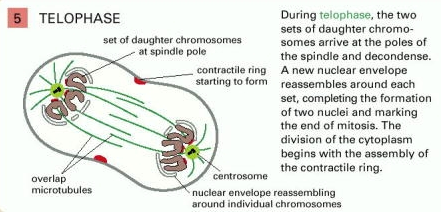 5 TELOPHASE
set of daughter chromosomes
at spindle pole
contractile ring
starting to form
overlap
microtubules
centrosome
nuclear envelope reassembling
around individual chromosomes
During telophase, the two
sets of daughter chromo-
somes arrive at the poles of
the spindle and decondense.
A new nuclear envelope
reassembles around each
set, completing the formation
of two nuclei and marking
the end of mitosis. The
division of the cytoplasm
begins with the assembly of
the contractile ring.